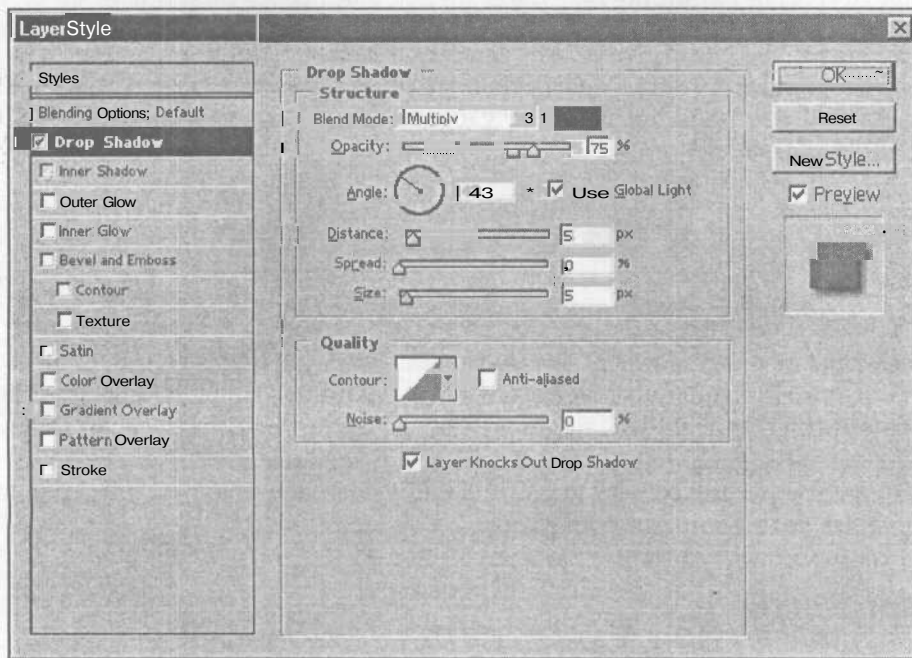 Layer Style
Styles
Blending Options; Default
Drop Shadow
Inner Shadow
Outer Glow
Inner Glow
Bevel and Emboss
Contour
Texture
Satin
Color Overlay
Gradient Overlay
Pattern Overlay
Stroke
Drop Shadow
Structure
Blend Mode: Multiply 3 1
Opacity: 75 %
Angle: 43 * Use Global Light
Distance: 5 px
Spread: 0 %
Size: 5 px
Quality
Contour: Anti-aliased
Noise: 0 %
Layer Knocks Out Drop Shadow
OK
Reset
New Style...
Preview